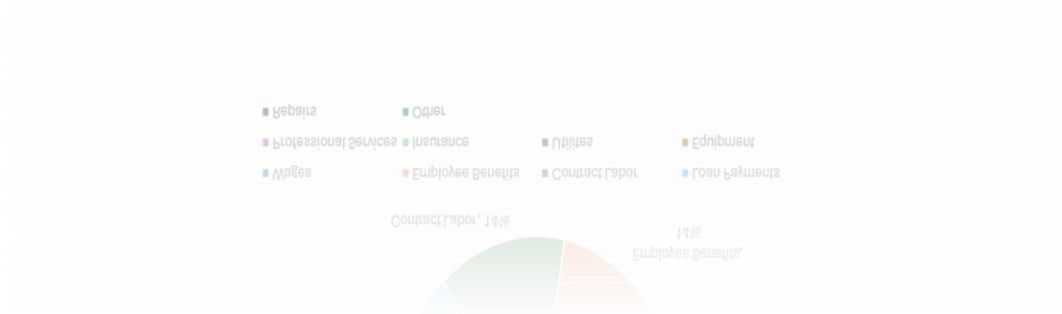 Repairs Other
Professional Services Insurance Utilites Equipment
Wages Employee Benefits Contract Labor Loan Payments
Contract Labor, 14%
Employee Benefits,
14%